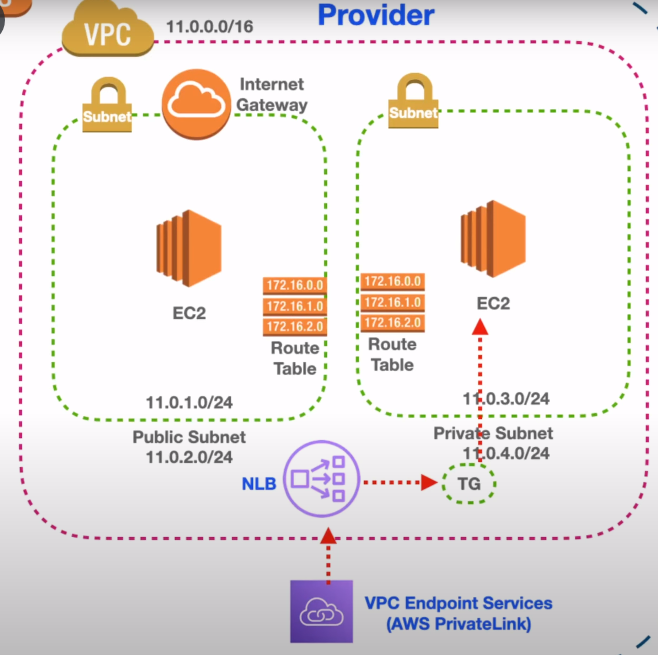 Provider
VPC
11.0.0.0/16
Internet
Gateway
Subnet
Subnet
EC2
EC2
172.16.0.0
172.16.1.0
172.16.2.0
Route
Table
172.16.0.0
172.16.1.0
172.16.2.0
Route
Table
11.0.1.0/24
Public Subnet
11.0.2.0/24
11.0.3.0/24
Private Subnet
11.0.4.0/24
NLB
TG
VPC Endpoint Services
(AWS PrivateLink)